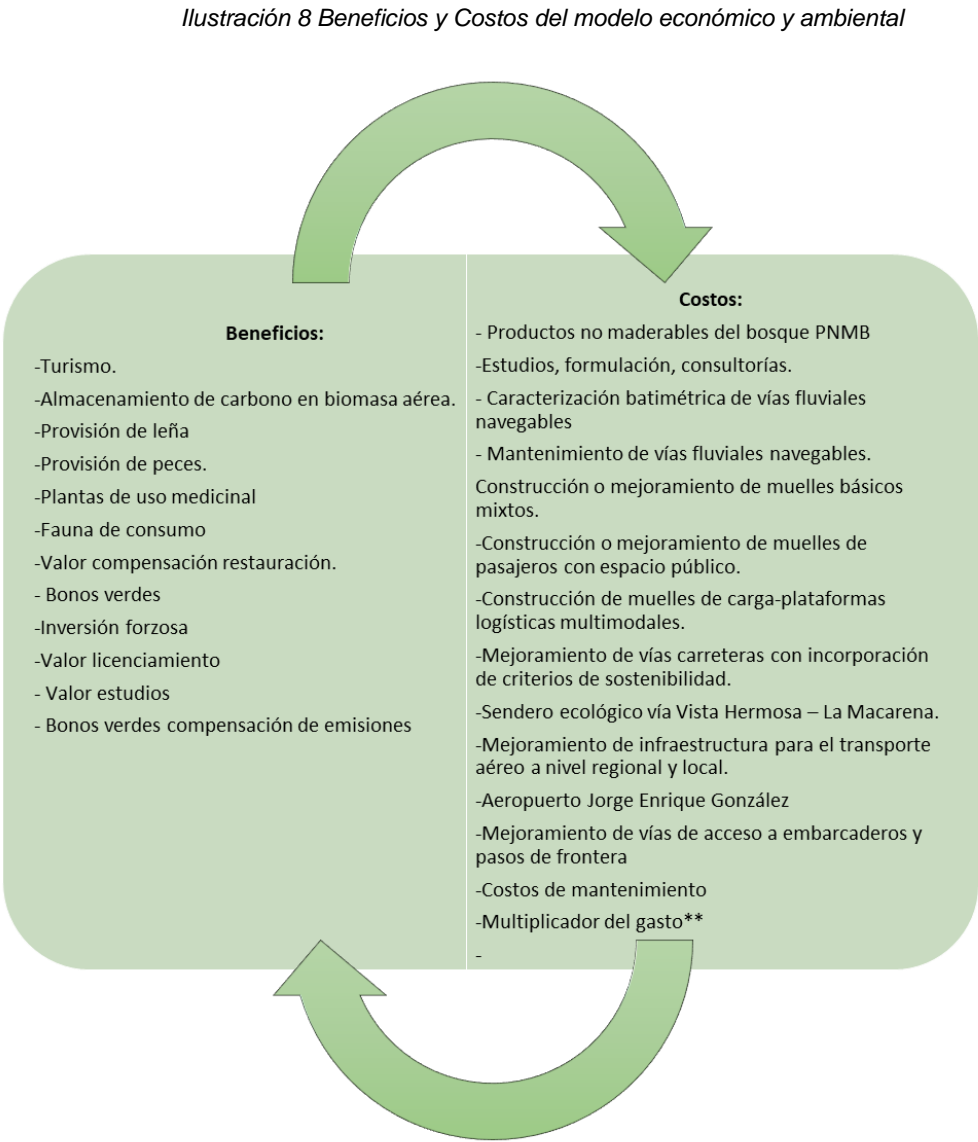 Ilustración 8 Beneficios y Costos del modelo económico y ambiental
Beneficios:
-Turismo.
-Almacenamiento de carbono en biomasa aérea.
-Provisión de leña
-Provisión de peces.
-Plantas de uso medicinal
-Fauna de consumo
-Valor compensación restauración.
- Bonos verdes
-Inversión forzosa
-Valor licenciamiento
- Valor estudios
- Bonos verdes compensación de emisiones
Costos:
- Productos no maderables del bosque PNMB
-Estudios, formulación, consultorías.
- Caracterización batimétrica de vías fluviales
navegables
- Mantenimiento de vías fluviales navegables.
Construcción o mejoramiento de muelles básicos
mixtos.
-Construcción o mejoramiento de muelles de
pasajeros con espacio público.
-Construcción de muelles de carga-plataformas
logísticas multimodales.
-Mejoramiento de vías carreteras con incorporación
de criterios de sostenibilidad.
-Sendero ecológico vía Vista Hermosa – La Macarena.
-Mejoramiento de infraestructura para el transporte
aéreo a nivel regional y local.
-Aeropuerto Jorge Enrique González
-Mejoramiento de vías de acceso a embarcaderos y
pasos de frontera
-Costos de mantenimiento
-Multiplicador del gasto**
-